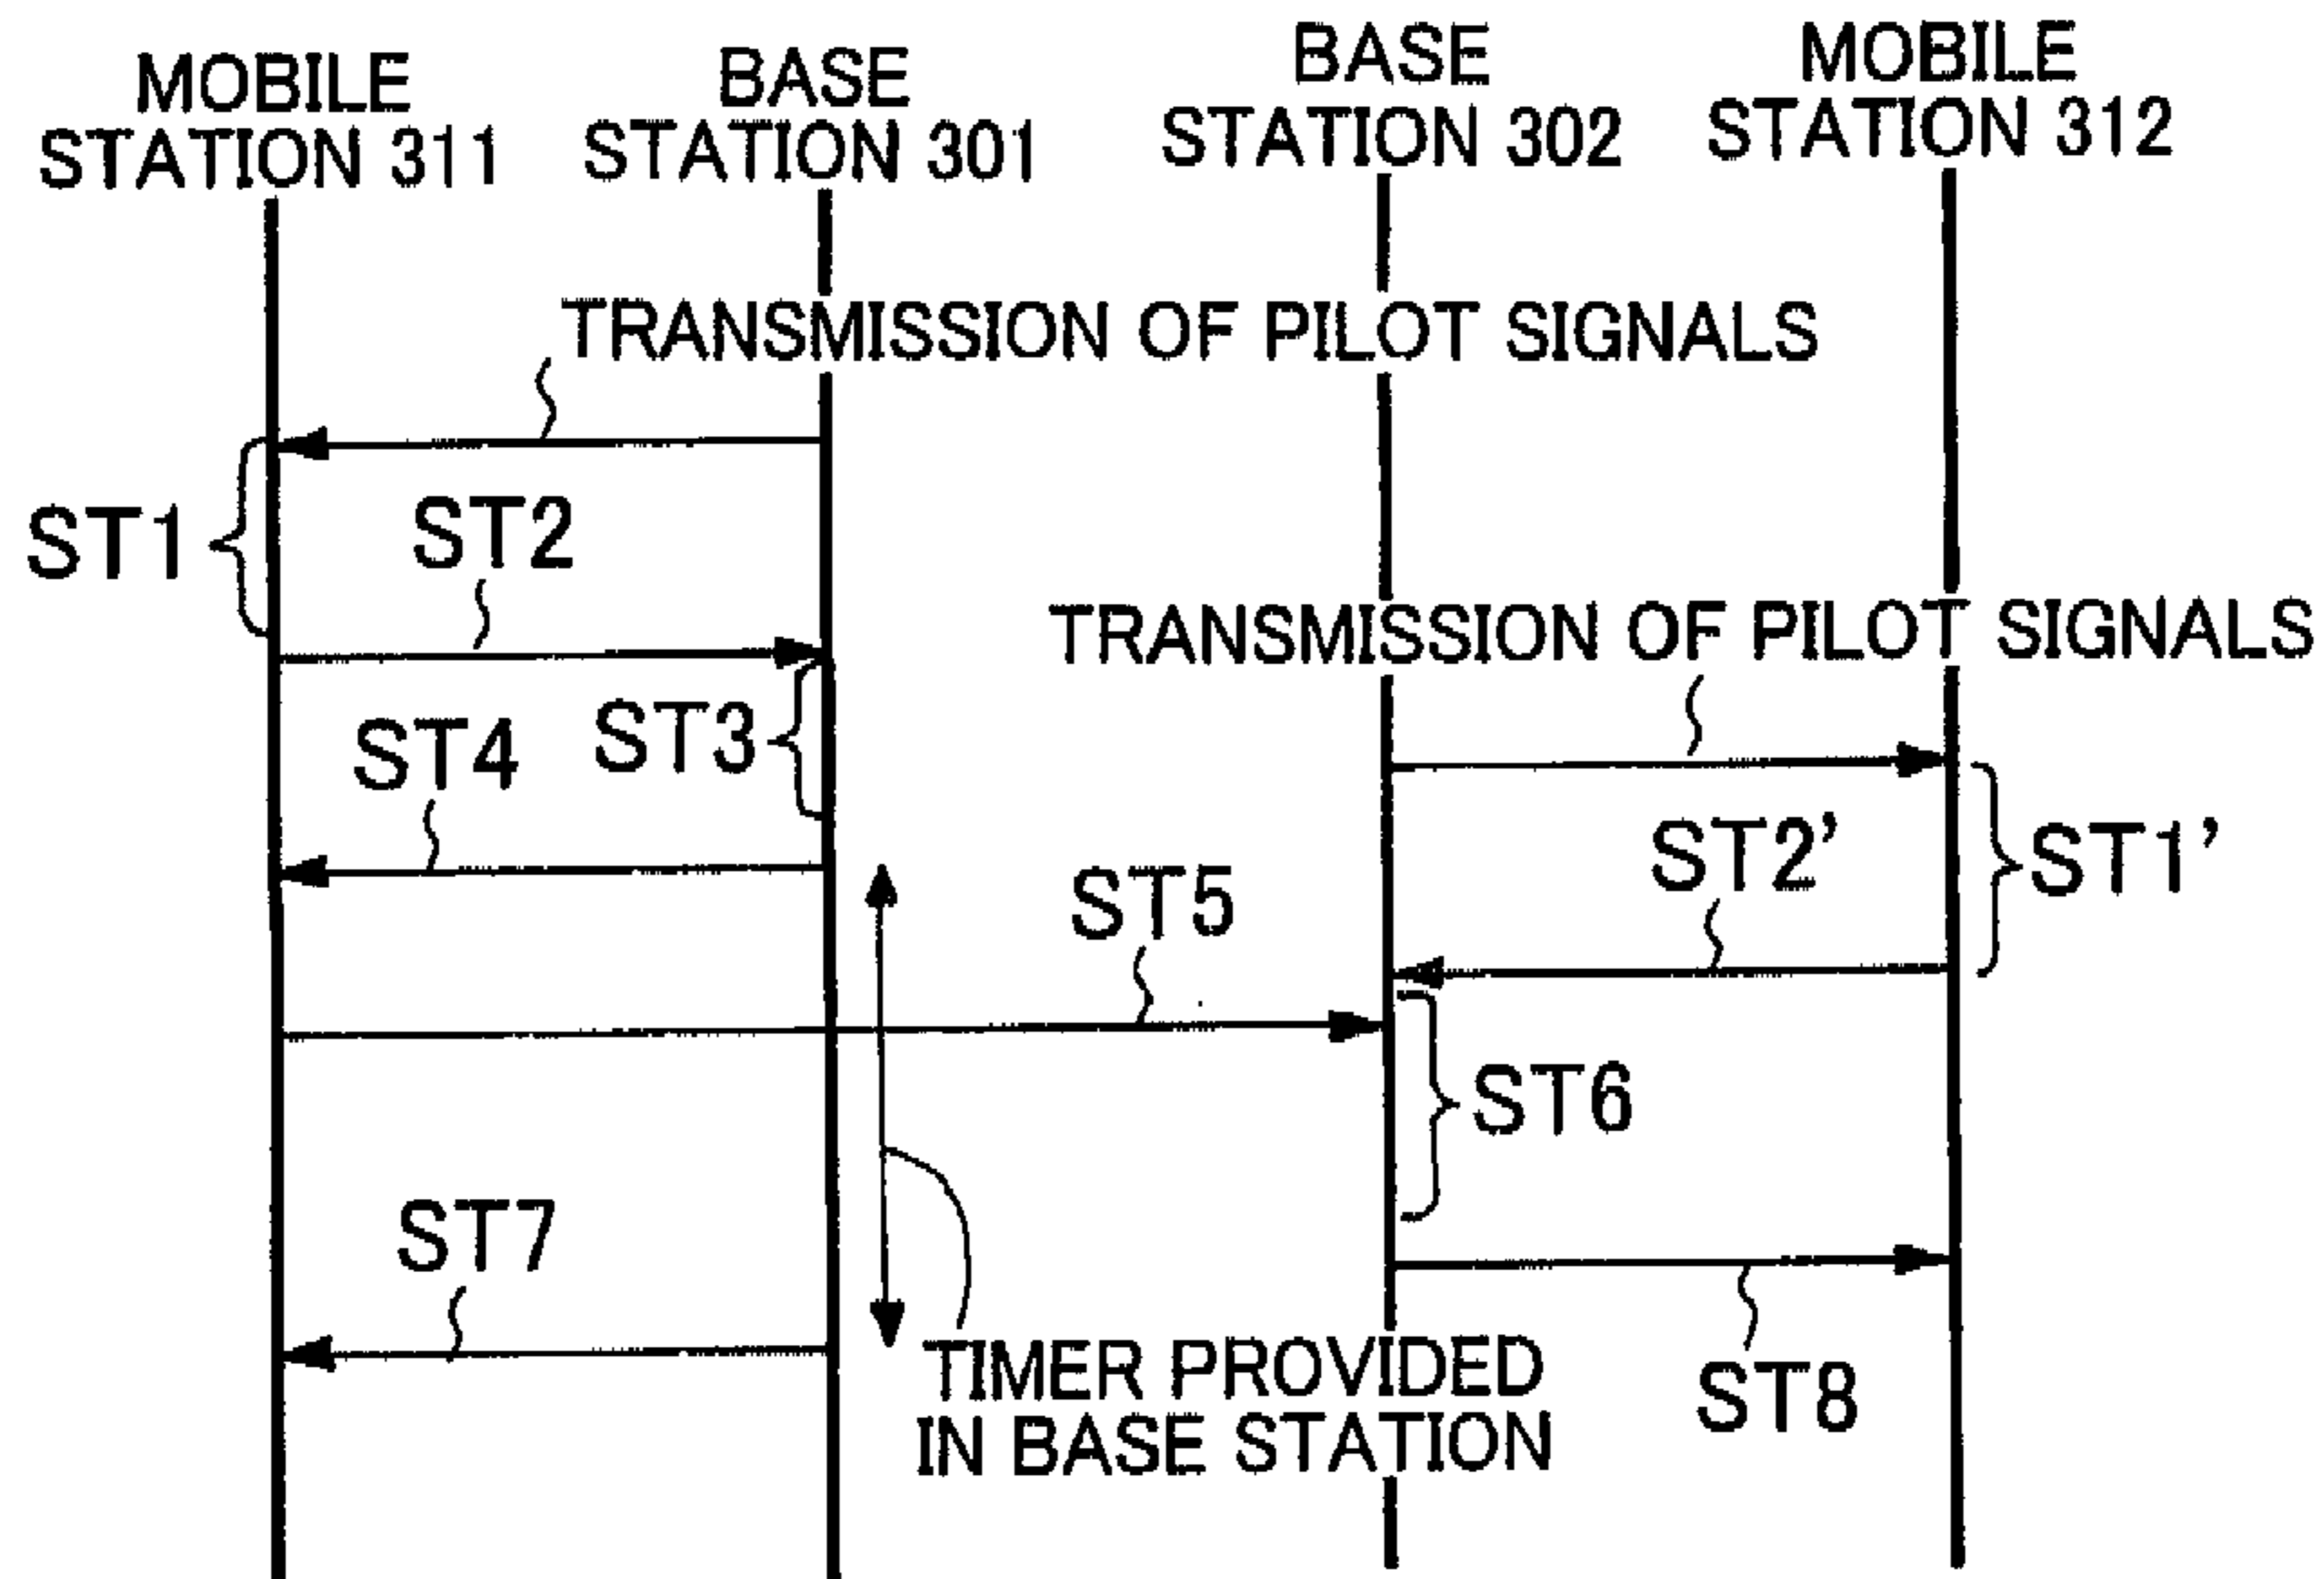 MOBILE
STATION 311
BASE
STATION 301
BASE
STATION 302
MOBILE
STATION 312
TRANSMISSION OF PILOT SIGNALS
ST1
ST2
TRANSMISSION OF PILOT SIGNALS
ST3
ST4
ST2'
ST1'
ST5
ST6
ST7
TIMER PROVIDED
IN BASE STATION
ST8